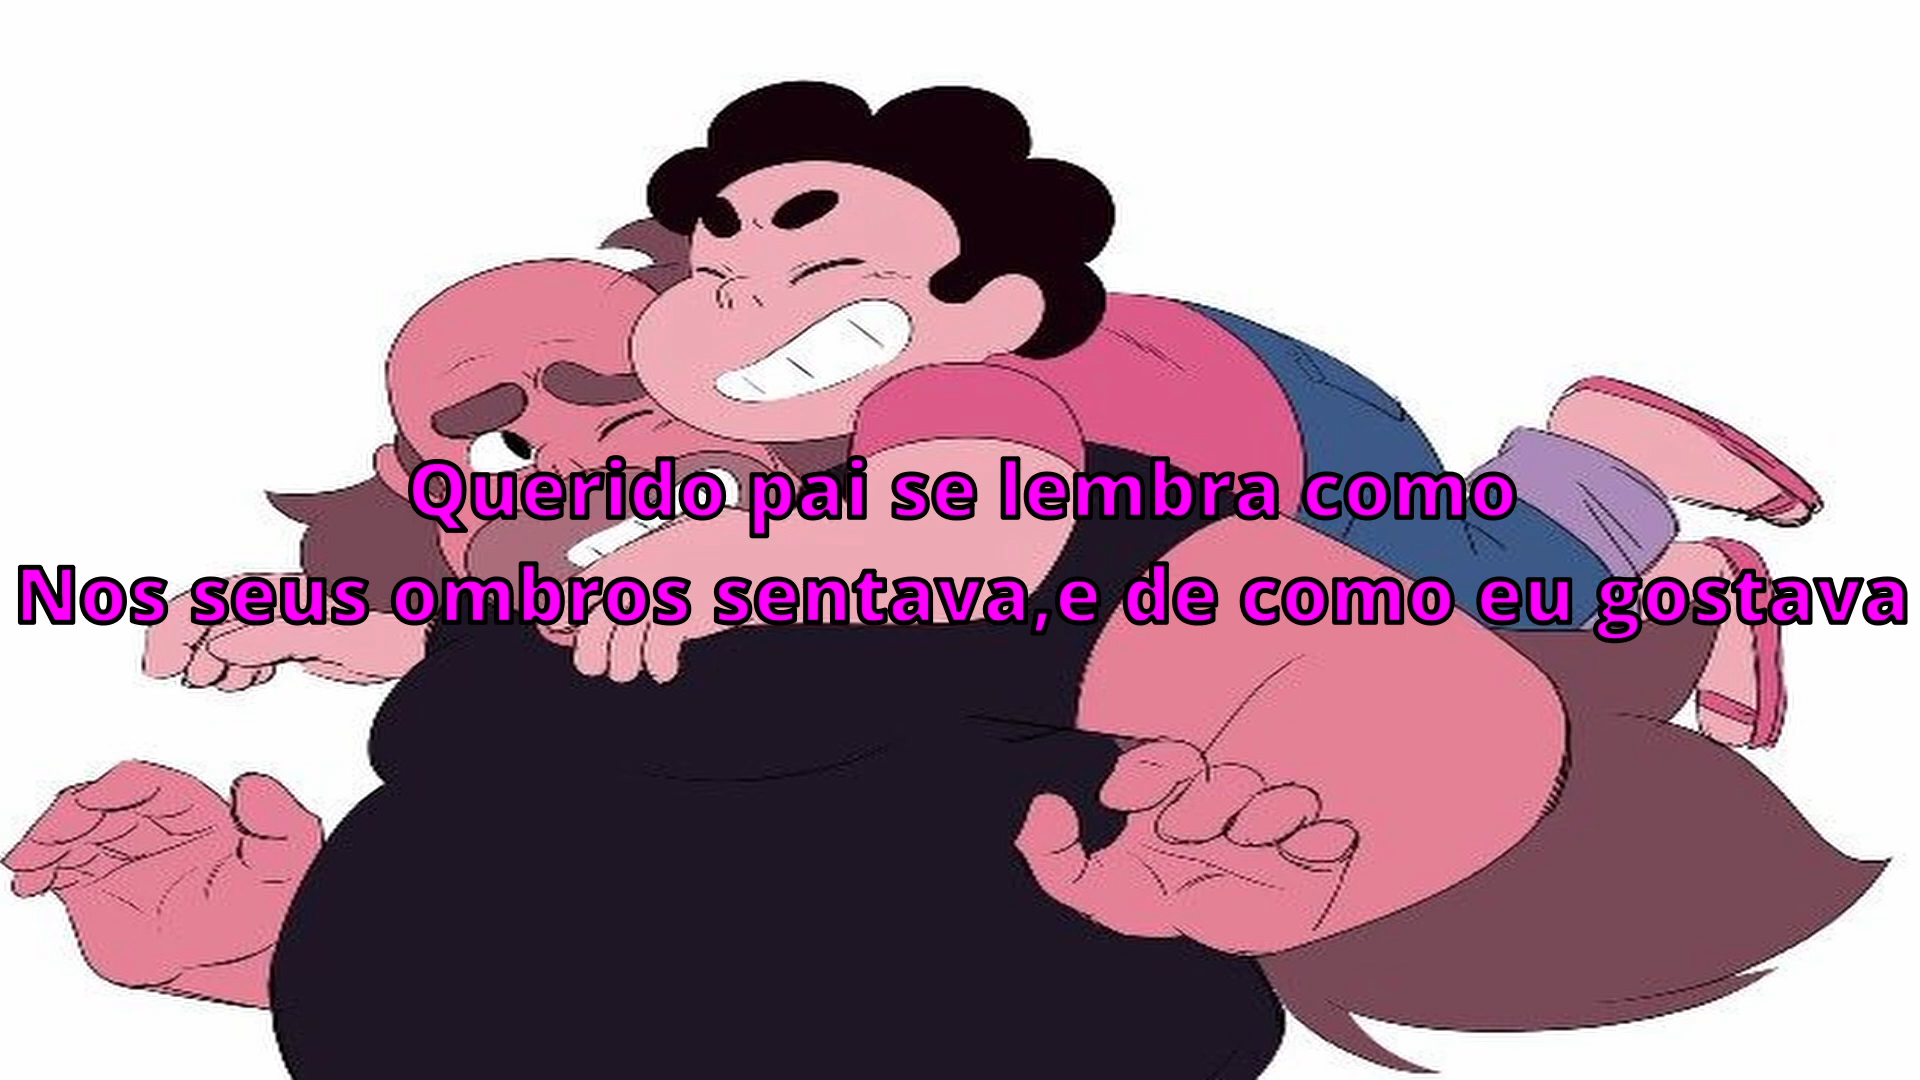 Querido pai se lembra como
Nos seus ombros sentava,e de como eu gostava